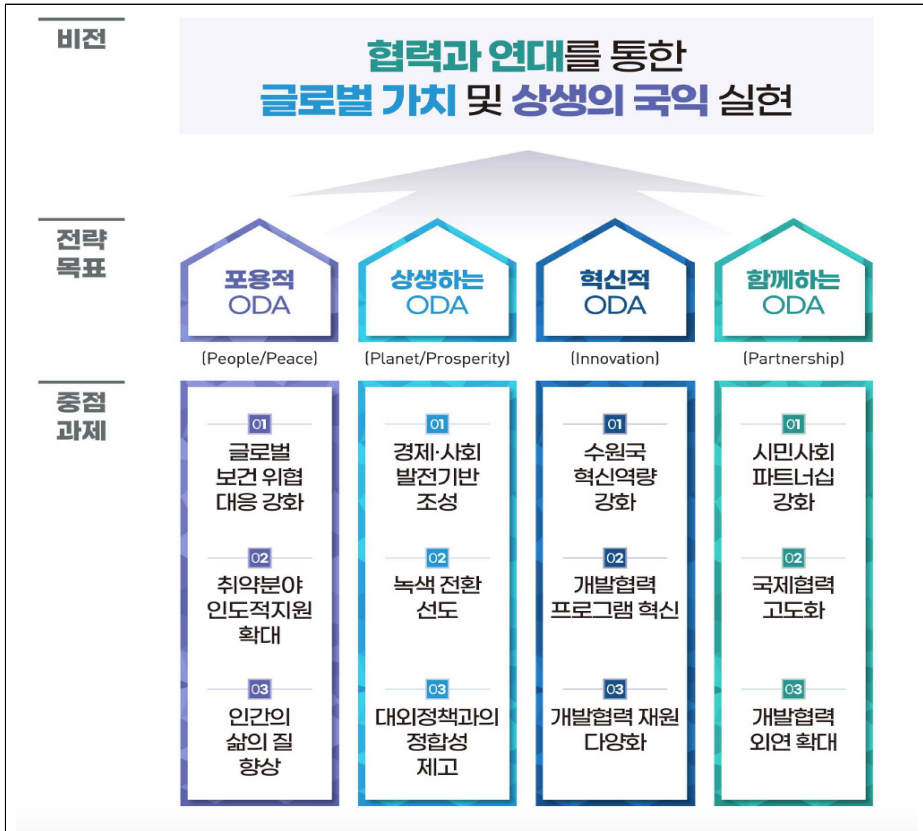 비전
협력과 연대를 통한
글로벌 가치 및 상생의 국익 실현
전략
목표
포용적
ODA
(People/Peace)
상생하는
ODA
(Planet/Prosperity)
혁신적
ODA
(Innovation)
함께하는
ODA
(Partnership)
중점
과제
01
글로벌
보건 위협
대응 강화
02
취약분야
인도적지원
확대
03
인간의
삶의 질
향상
01
경제·사회
발전기반
조성
02
녹색 전환
선도
03
대외정책과의
정합성
제고
01
수원국
혁신역량
강화
02
개발협력
프로그램 혁신
03
개발협력 재원
다양화
01
시민사회
파트너십
강화
02
국제협력
고도화
03
개발협력
외연 확대